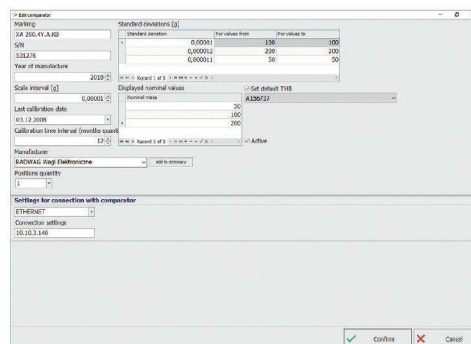 Edit comparator
Marking
XA 200.4Y.A.KB
S/N
531276
Year of manufacture
2018
Scale interval [g]
0,00001
Last calibration date
03.12.2008
Calibration time interval (months quanti
12
Manufacturer
RADWAG Wagi Elektroniczne
Add to dictionary
Positions quantity
1
Standard deviations [g]
Standard deviation For values from For values to
0,00001 100 100
0,000012 200 200
0,000011 50 50
Record 1 of 3
Displayed nominal values
Nominal mass
50
100
200
Record 3 of 3
Set default THB
A156737
Active
Settings for connection with comparator
ETHERNET
Connection settings
10.10.3.140
Confirm
Cancel